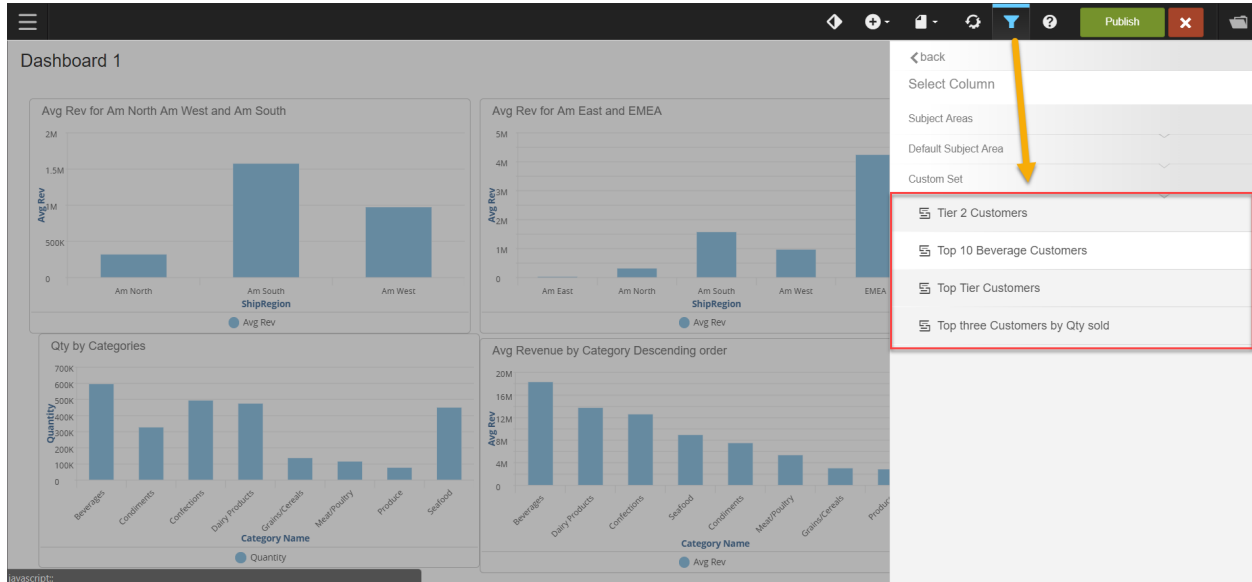 Publish
Dashboard 1
back
Select Column
Subject Areas
Default Subject Area
Custom Set
Tier 2 Customers
Top 10 Beverage Customers
Top Tier Customers
Top three Customers by Qty sold
Avg Rev for Am North Am West and Am South
2M
1.5M
1M
500K
0
Avg Rev
Am North
Am South
Am West
ShipRegion
Avg Rev
Avg Rev for Am East and EMEA
5M
4M
3M
2M
1M
0
Avg Rev
Am East
Am North
Am South
Am West
EMEA
ShipRegion
Avg Rev
Qty by Categories
700K
600K
500K
400K
300K
200K
100K
0
Quantity
Beverages
Condiments
Confections
Dairy Products
Grains/Cereals
Meat/Poultry
Produce
Seafood
Category Name
Quantity
Avg Revenue by Category Descending order
20M
16M
12M
8M
4M
0
Avg Rev
Beverages
Dairy Products
Confections
Seafood
Condiments
Meat/Poultry
Grains/Cereals
Produc
Category Name
Avg Rev
javascript:;